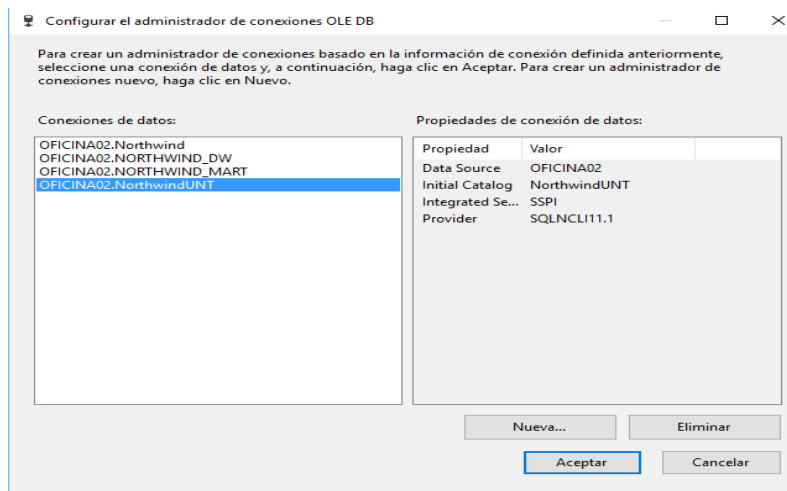 Configurar el administrador de conexiones OLE DB
Para crear un administrador de conexiones basado en la información de conexión definida anteriormente,
seleccione una conexión de datos y, a continuación, haga clic en Aceptar. Para crear un administrador de
conexiones nuevo, haga clic en Nuevo.
Conexiones de datos:
OFICINA02.Northwind
OFICINA02.NORTHWIND_DW
OFICINA02.NORTHWIND_MART
OFICINA02.NorthwindUNT
Propiedades de conexión de datos:
Propiedad Valor
Data Source OFICINA02
Initial Catalog NorthwindUNT
Integrated Se... SSPI
Provider SQLNCLI11.1
Nueva... Eliminar
Aceptar Cancelar